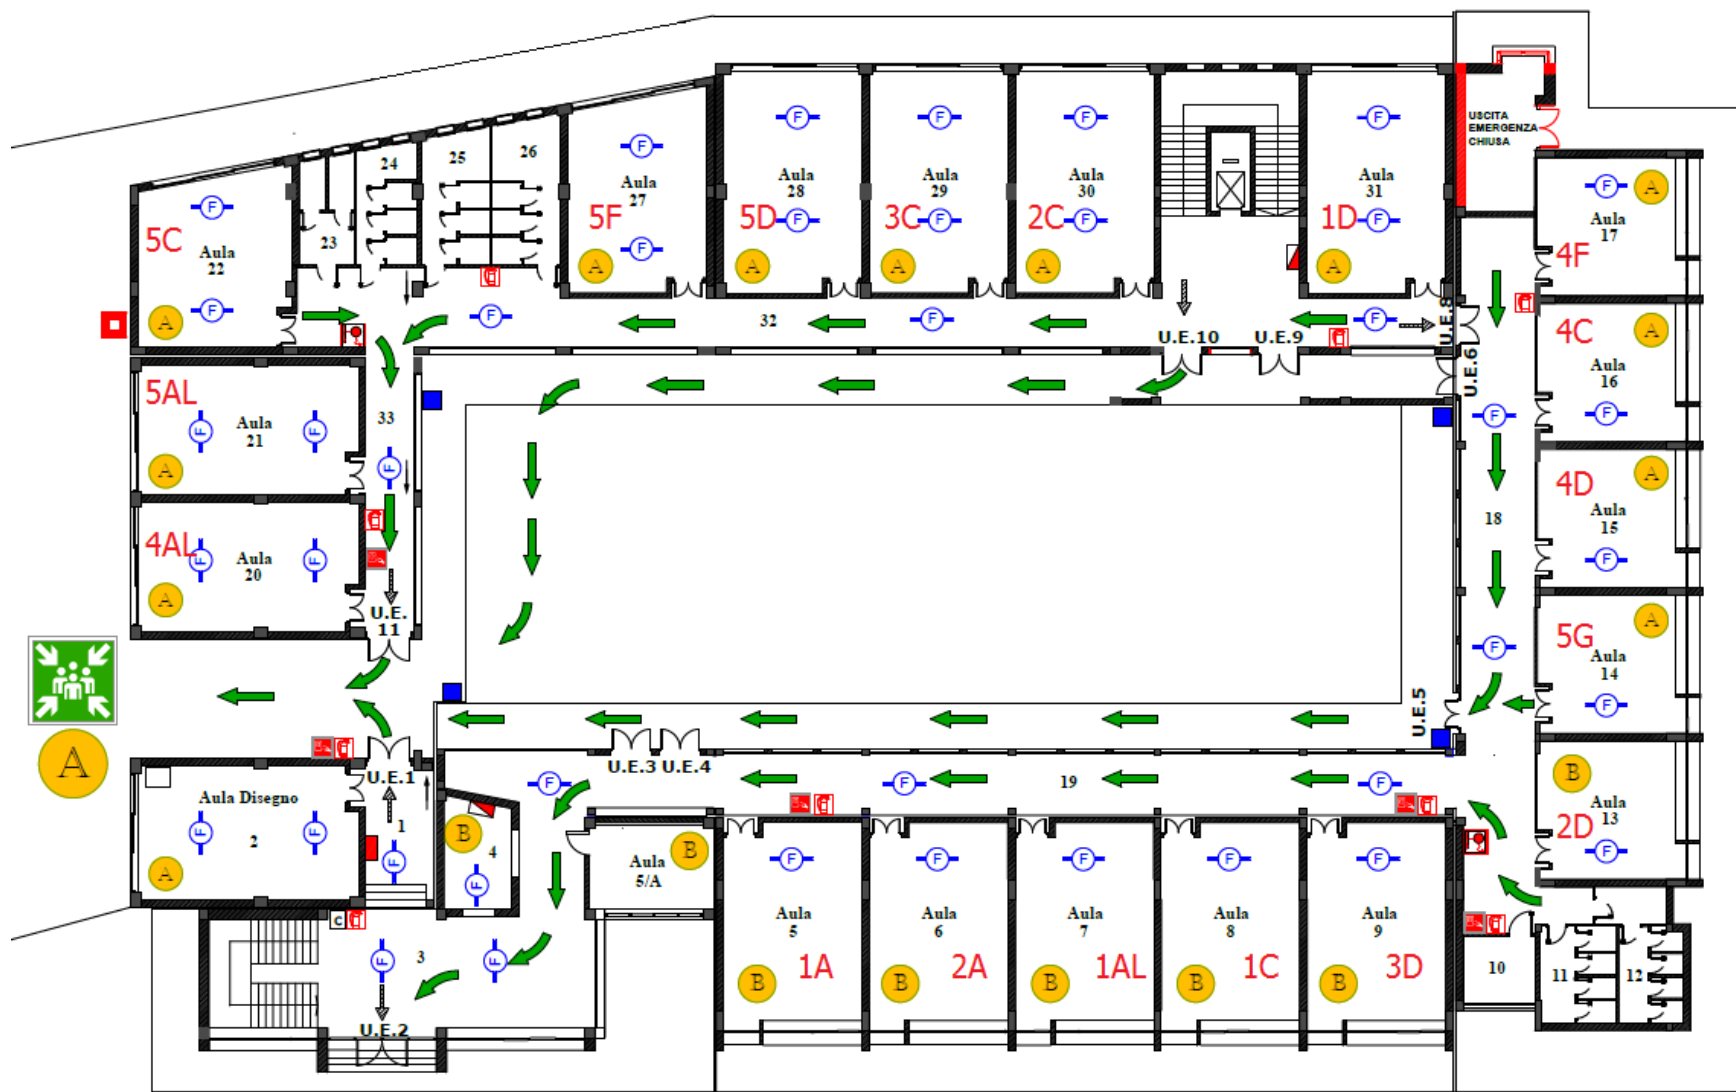 USCITA
EMERGENZA
CHIUSA
24
25
26
F
F
F
F
F
Aula
27
5F
F
A
Aula
28
5D
F
A
Aula
29
3C
F
A
Aula
30
2C
F
Aula
31
1D
F
A
F
A
Aula
17
4F
F
5C
Aula
22
F
A
23
F
32
F
F
U.E.8
U.E.10
U.E.9
U.E.6
4C
A
Aula
16
F
5AL
F
Aula
21
F
A
33
F
F
4D
A
Aula
15
F
18
4AL
F
Aula
20
F
A
U.E.
11
5G
A
Aula
14
F
F
U.E.5
A
U.E.1
U.E.3
U.E.4
F
F
19
F
B
Aula
13
2D
F
Aula Disegno
F
2
F
A
1
F
B
4
F
Aula
5/A
B
F
Aula
5
B
1A
F
Aula
6
B
2A
F
Aula
7
B
1AL
F
Aula
8
B
1C
F
Aula
9
B
3D
C
F
3
F
U.E.2
10
11
12